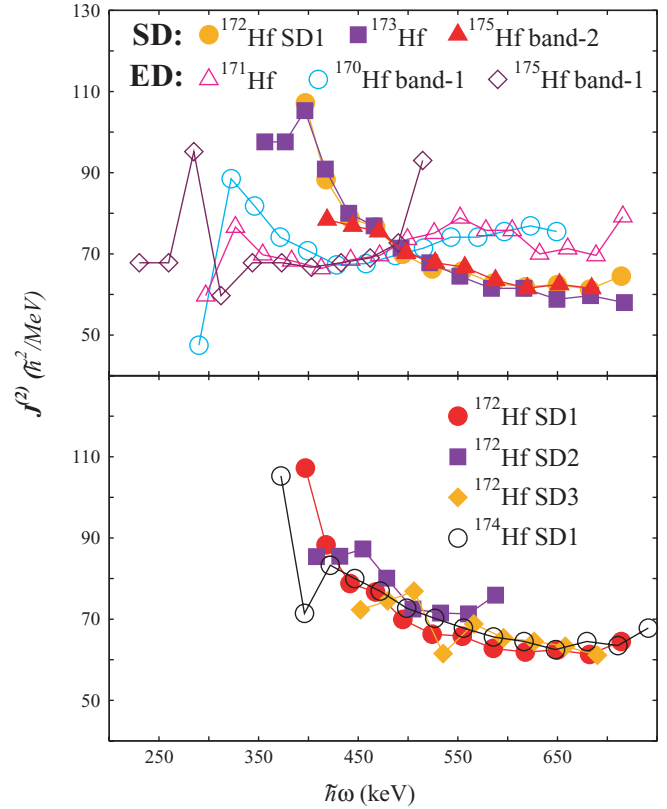 130
SD: ¹⁷²Hf SD1 ¹⁷³Hf ¹⁷⁵Hf band-2
ED: ¹⁷¹Hf ¹⁷⁰Hf band-1 ¹⁷⁵Hf band-1
110
90
70
50
J⁽²⁾ (ħ²/MeV)
¹⁷²Hf SD1
¹⁷²Hf SD2
¹⁷²Hf SD3
¹⁷⁴Hf SD1
110
90
70
50
250 350 450 550 650
ħω (keV)